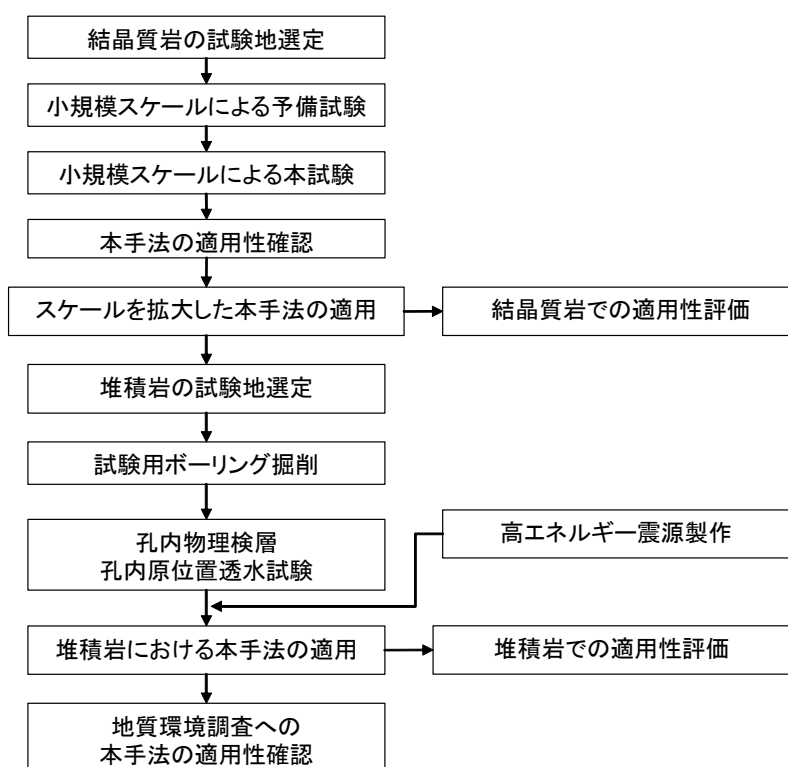 結晶質岩の試験地選定
小規模スケールによる予備試験
小規模スケールによる本試験
本手法の適用性確認
スケールを拡大した本手法の適用
結晶質岩での適用性評価
堆積岩の試験地選定
試験用ボーリング掘削
孔内物理検層
孔内原位置透水試験
高エネルギー震源製作
堆積岩における本手法の適用
堆積岩での適用性評価
地質環境調査への
本手法の適用性確認